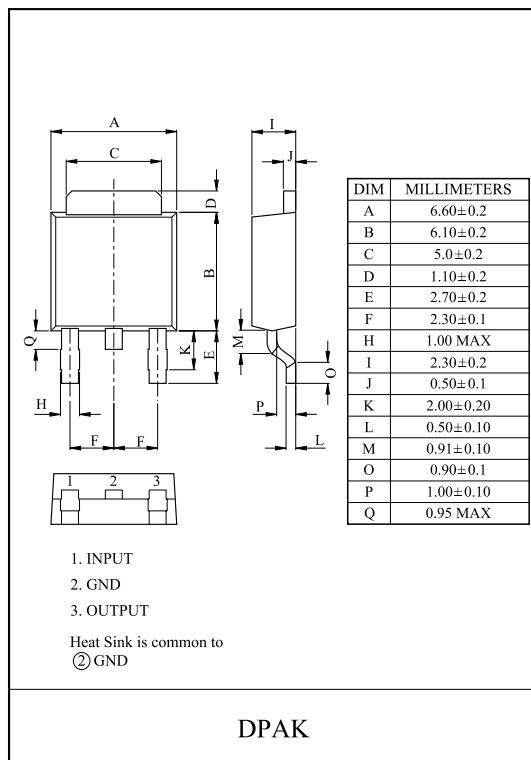 A
C
D
B
Q
K
E
H
F F
I
J
M
O
P
L
DIM MILLIMETERS
A 6.60±0.2
B 6.10±0.2
C 5.0±0.2
D 1.10±0.2
E 2.70±0.2
F 2.30±0.1
H 1.00 MAX
I 2.30±0.2
J 0.50±0.1
K 2.00±0.20
L 0.50±0.10
M 0.91±0.10
O 0.90±0.1
P 1.00±0.10
Q 0.95 MAX
1 2 3
1. INPUT
2. GND
3. OUTPUT
Heat Sink is common to
② GND
DPAK